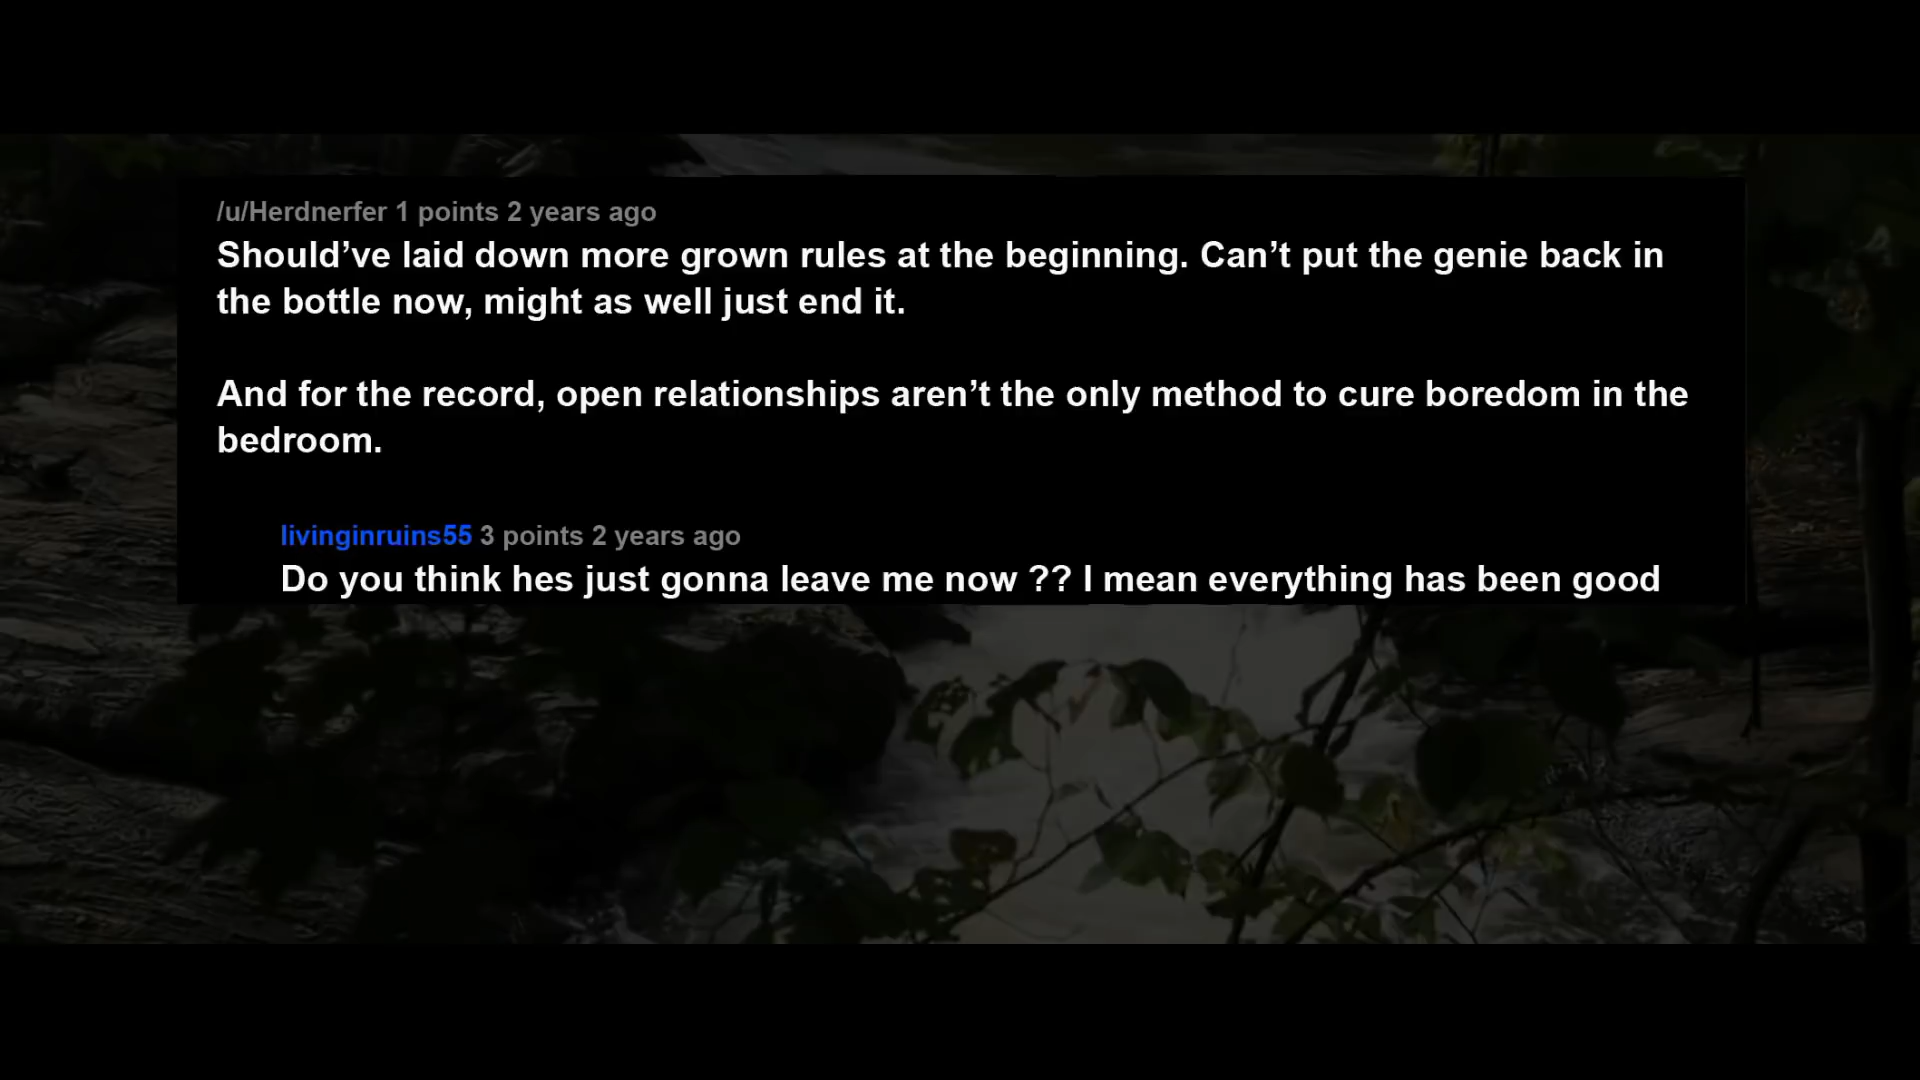 /u/Herdnerfer 1 points 2 years ago
Should’ve laid down more grown rules at the beginning. Can’t put the genie back in
the bottle now, might as well just end it.
And for the record, open relationships aren’t the only method to cure boredom in the
bedroom.
livinginruins55 3 points 2 years ago
Do you think hes just gonna leave me now ?? I mean everything has been good